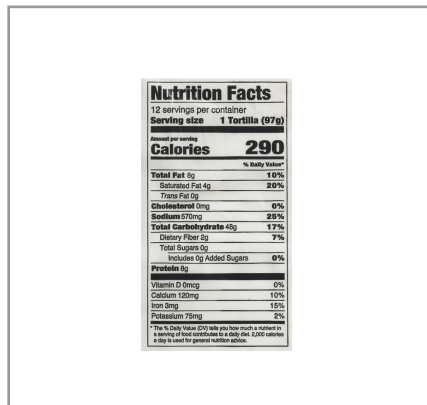 Nutrition Facts
12 servings per container
Serving size 1 Tortilla (97g)
Amount per serving
Calories 290
% Daily Value*
Total Fat 8g 10%
Saturated Fat 4g 20%
Trans Fat 0g
Cholesterol 0mg 0%
Sodium 570mg 25%
Total Carbohydrate 48g 17%
Dietary Fiber 2g 7%
Total Sugars 0g
Includes 0g Added Sugars 0%
Protein 8g
Vitamin D 0mcg 0%
Calcium 120mg 10%
Iron 3mg 15%
Potassium 75mg 2%
* The % Daily Value (DV) tells you how much a nutrient in
a serving of food contributes to a daily diet. 2,000 calories
a day is used for general nutrition advice.